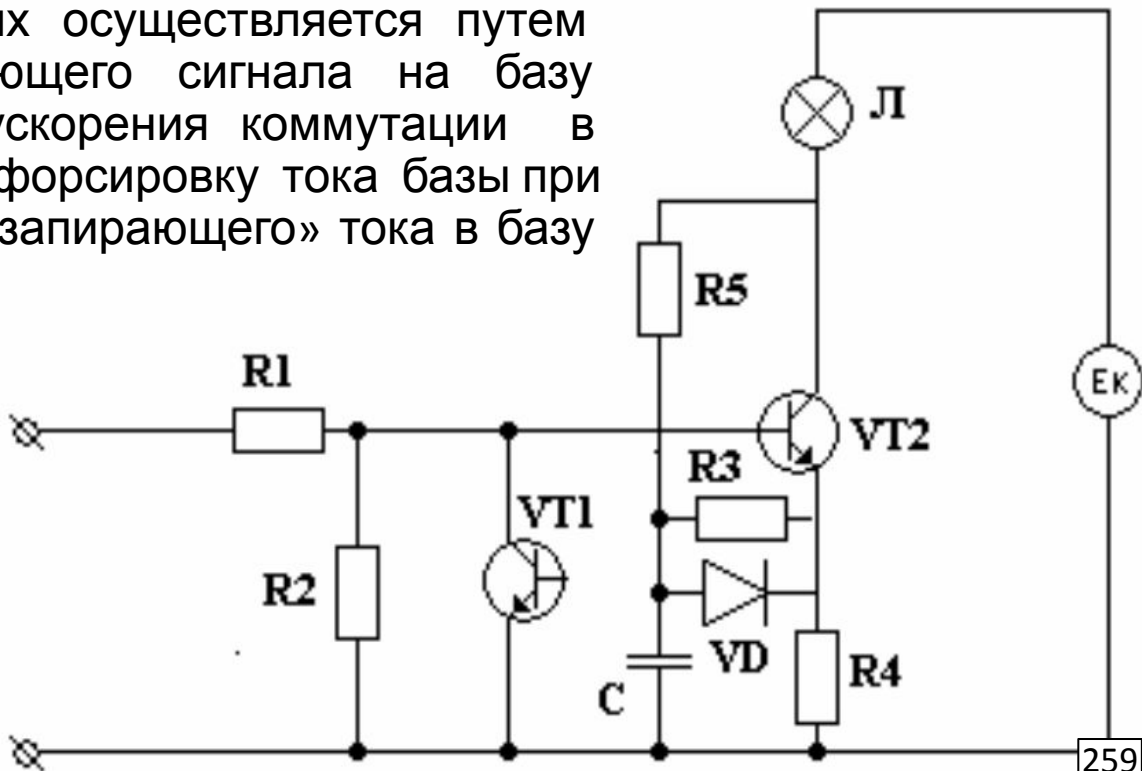 их осуществляется путем
ющего сигнала на базу
ускорения коммутации в
форсировку тока базы при
запирающего» тока в базу
Л
R5
R1
Ек
VT2
R3
VT1
R2
VD
R4
C
259